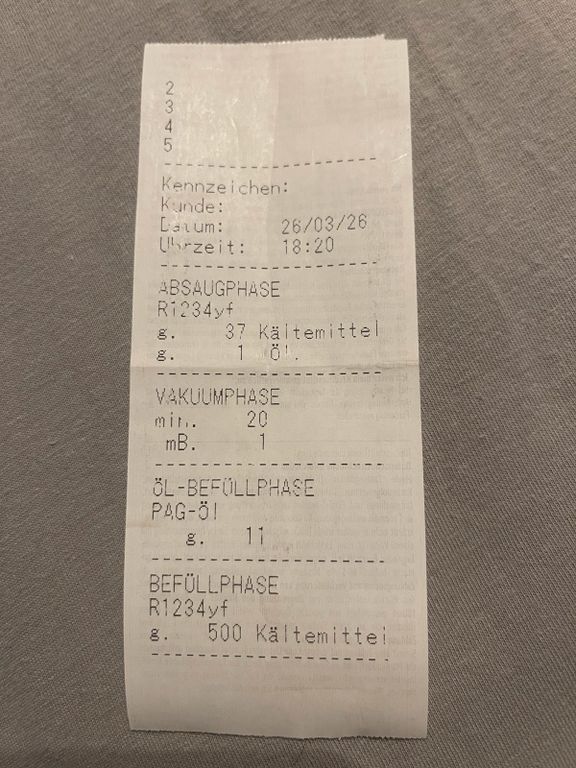 2
3
4
5
Kennzeichen:
Kunde:
Datum: 26/03/26
Uhrzeit: 18:20
ABSAUGPHASE
R1234yf
g. 37 Kältemittel
g. 1 Öl.
VAKUUMPHASE
min. 20
mB. 1
ÖL-BEFÜLLPHASE
PAG-Öl
g. 11
BEFÜLLPHASE
R1234yf
g. 500 Kältemittel